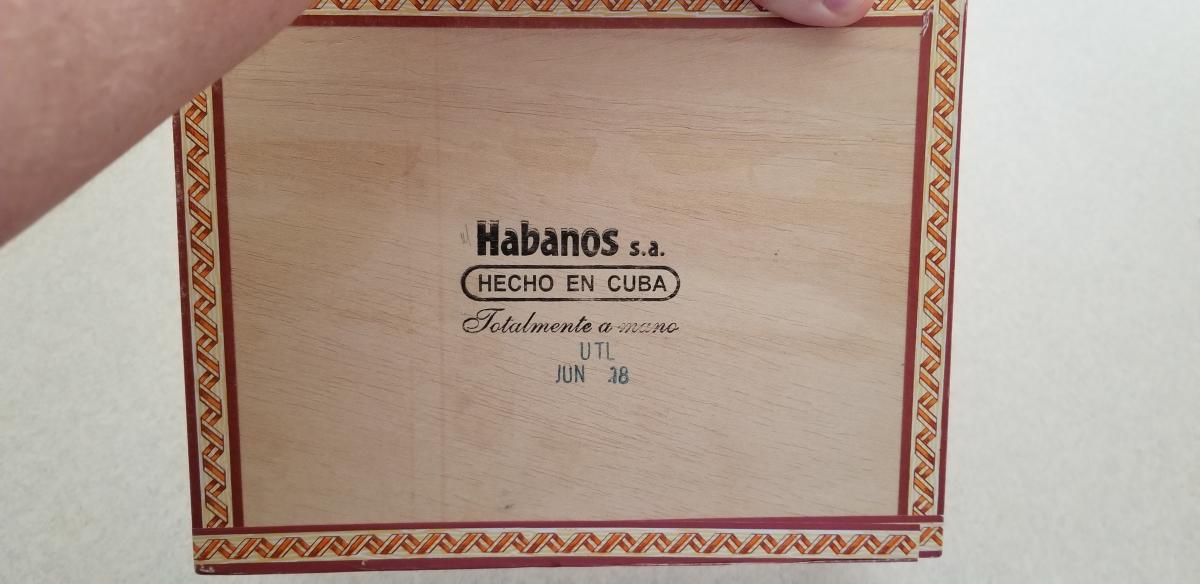 Habanos s.a.
HECHO EN CUBA
Totalmente a mano
UTL
JUN 18